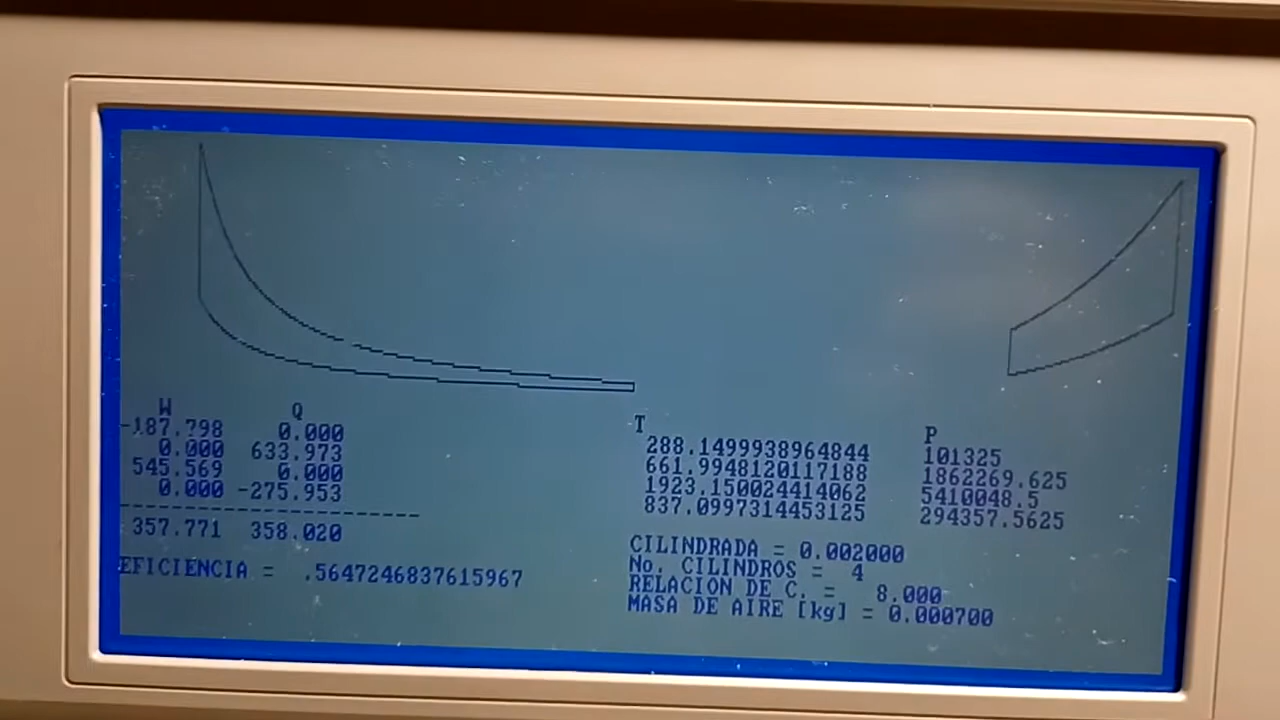 W Q
-187.798 0.000
0.000 633.973
545.569 0.000
0.000 -275.953
--------------------------
357.771 358.020
EFICIENCIA = .5647246837615967
T P
288.1499938964844 101325
661.9948120117188 1862269.625
1923.150024414062 5410048.5
837.0997314453125 294357.5625
CILINDRADA = 0.002000
No. CILINDROS = 4
RELACION DE C. = 8.000
MASA DE AIRE [kg] = 0.000700